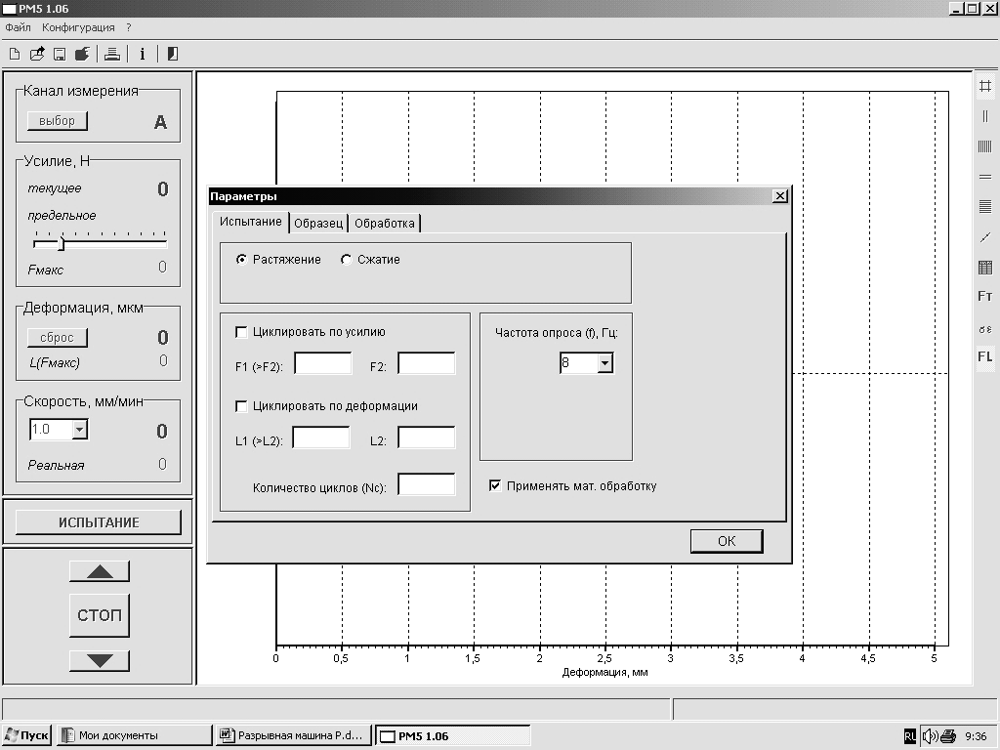 РМ5 1.06
Файл Конфигурация ?
i
Канал измерения
выбор A
Усилие, Н
текущее 0
предельное
Fмакс 0
Деформация, мкм
сброс 0
L(Fмакс) 0
Скорость, мм/мин
1.0 0
Реальная 0
ИСПЫТАНИЕ
СТОП
Параметры
Испытание Образец Обработка
Растяжение Сжатие
Циклировать по усилию
F1 (>F2): F2:
Циклировать по деформации
L1 (>L2): L2:
Количество циклов (Nc):
Частота опроса (f), Гц:
8
Применять мат. обработку
OK
0 0,5 1 1,5 2 2,5 3 3,5 4 4,5 5
Деформация, мм
Fт
σε
FL
Пуск Мои документы Разрывная машина Р.d... РМ5 1.06 RL 9:36